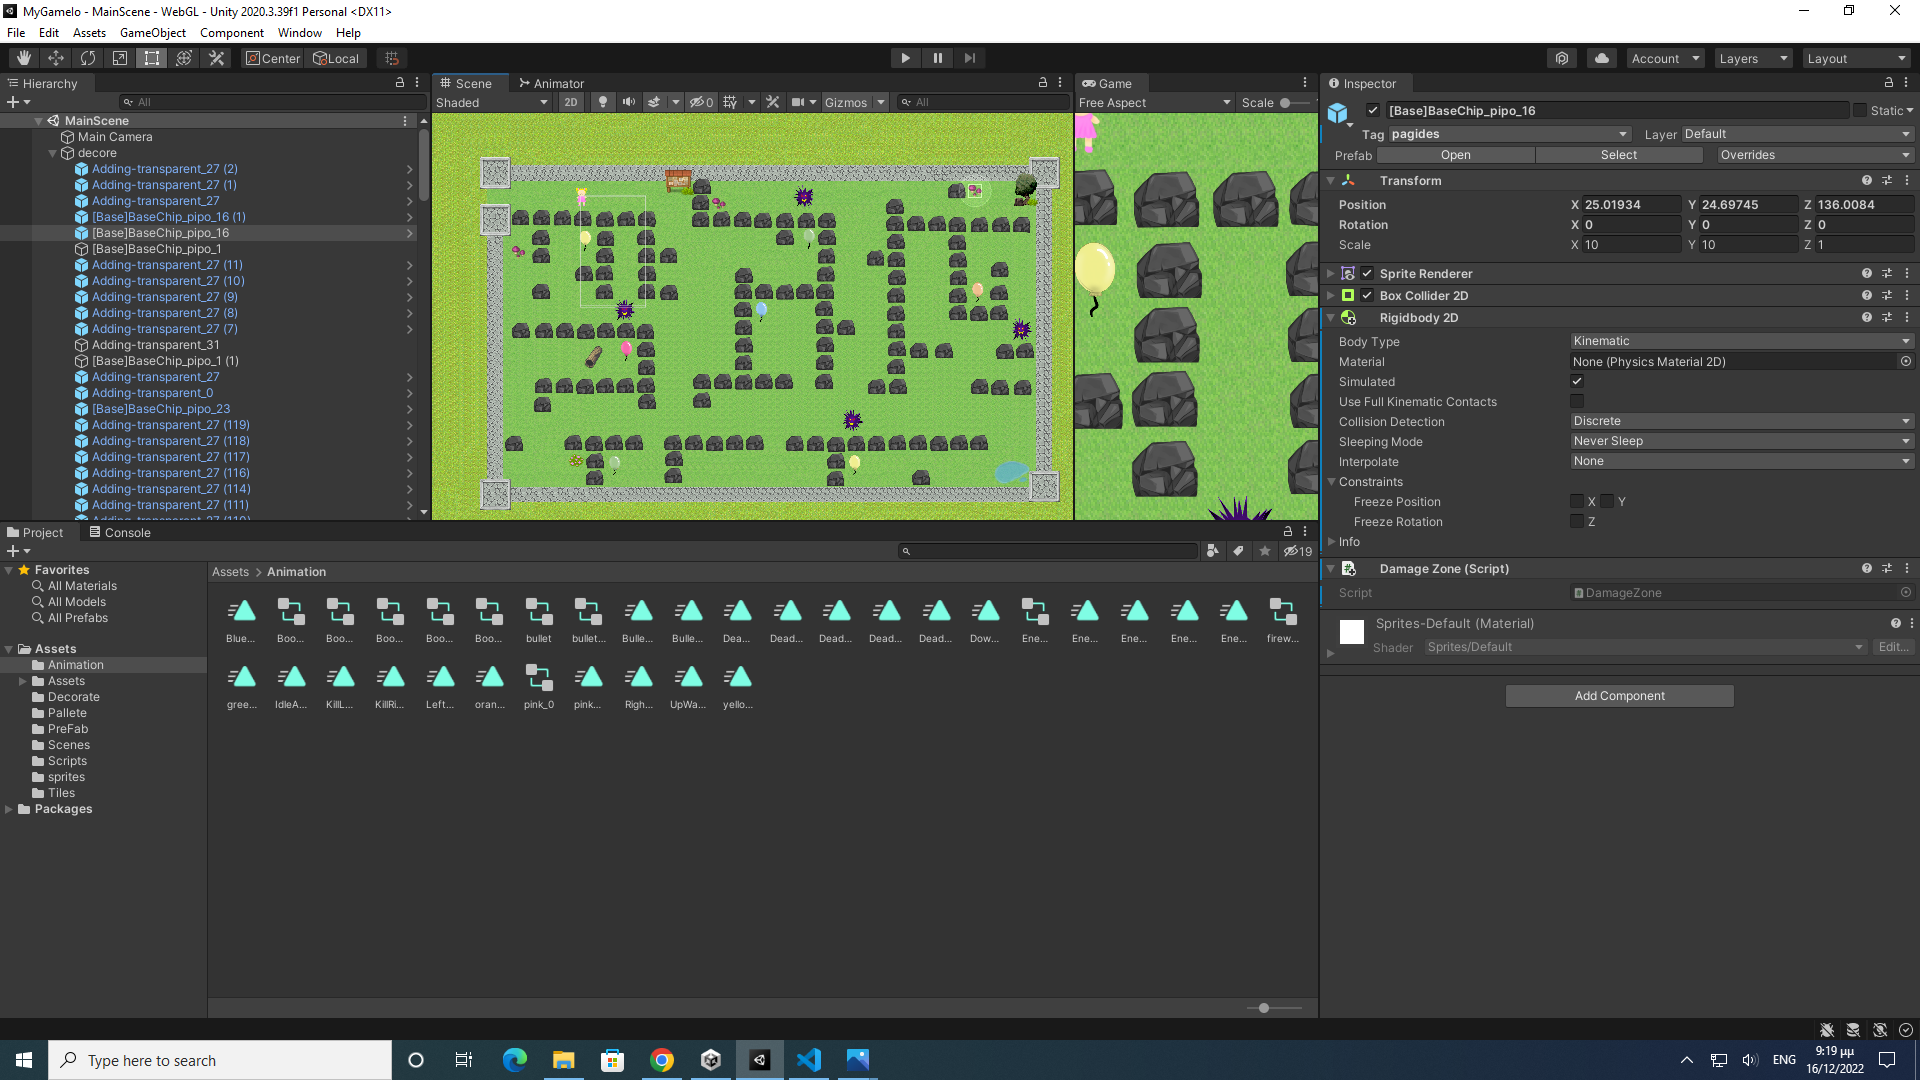 MyGamelo - MainScene - WebGL - Unity 2020.3.39f1 Personal <DX11>
File Edit Assets GameObject Component Window Help
Center Local Account Layers Layout
Hierarchy
All
MainScene
Main Camera
decore
Adding-transparent_27 (2)
Adding-transparent_27 (1)
Adding-transparent_27
[Base]BaseChip_pipo_16 (1)
[Base]BaseChip_pipo_16
[Base]BaseChip_pipo_1
Adding-transparent_27 (11)
Adding-transparent_27 (10)
Adding-transparent_27 (9)
Adding-transparent_27 (8)
Adding-transparent_27 (7)
Adding-transparent_31
[Base]BaseChip_pipo_1 (1)
Adding-transparent_27
Adding-transparent_0
[Base]BaseChip_pipo_23
Adding-transparent_27 (119)
Adding-transparent_27 (118)
Adding-transparent_27 (117)
Adding-transparent_27 (116)
Adding-transparent_27 (114)
Adding-transparent_27 (111)
Scene Animator
Shaded 2D 0 Gizmos All
Game
Free Aspect Scale
Inspector
[Base]BaseChip_pipo_16 Static
Tag pagides Layer Default
Prefab Open Select Overrides
Transform
Position X 25.01934 Y 24.69745 Z 136.0084
Rotation X 0 Y 0 Z 0
Scale X 10 Y 10 Z 1
Sprite Renderer
Box Collider 2D
Rigidbody 2D
Body Type Kinematic
Material None (Physics Material 2D)
Simulated
Use Full Kinematic Contacts
Collision Detection Discrete
Sleeping Mode Never Sleep
Interpolate None
Constraints
Freeze Position X Y
Freeze Rotation Z
Info
Damage Zone (Script)
Script DamageZone
Sprites-Default (Material)
Shader Sprites/Default Edit...
Add Component
Project Console
19
Favorites
All Materials
All Models
All Prefabs
Assets
Animation
Assets
Decorate
Pallete
PreFab
Scenes
Scripts
sprites
Tiles
Packages
Assets > Animation
Blue... Boo... Boo... Boo... Boo... Boo... bullet bullet... Bulle... Bulle... Dea... Dead... Dead... Dead... Dead... Dow... Ene... Ene... Ene... Ene... Ene... firew...
gree... IdleA... KillL... KillRi... Left... oran... pink_0 pink... Righ... UpWa... yello...
Type here to search
ENG
9:19 μμ
16/12/2022